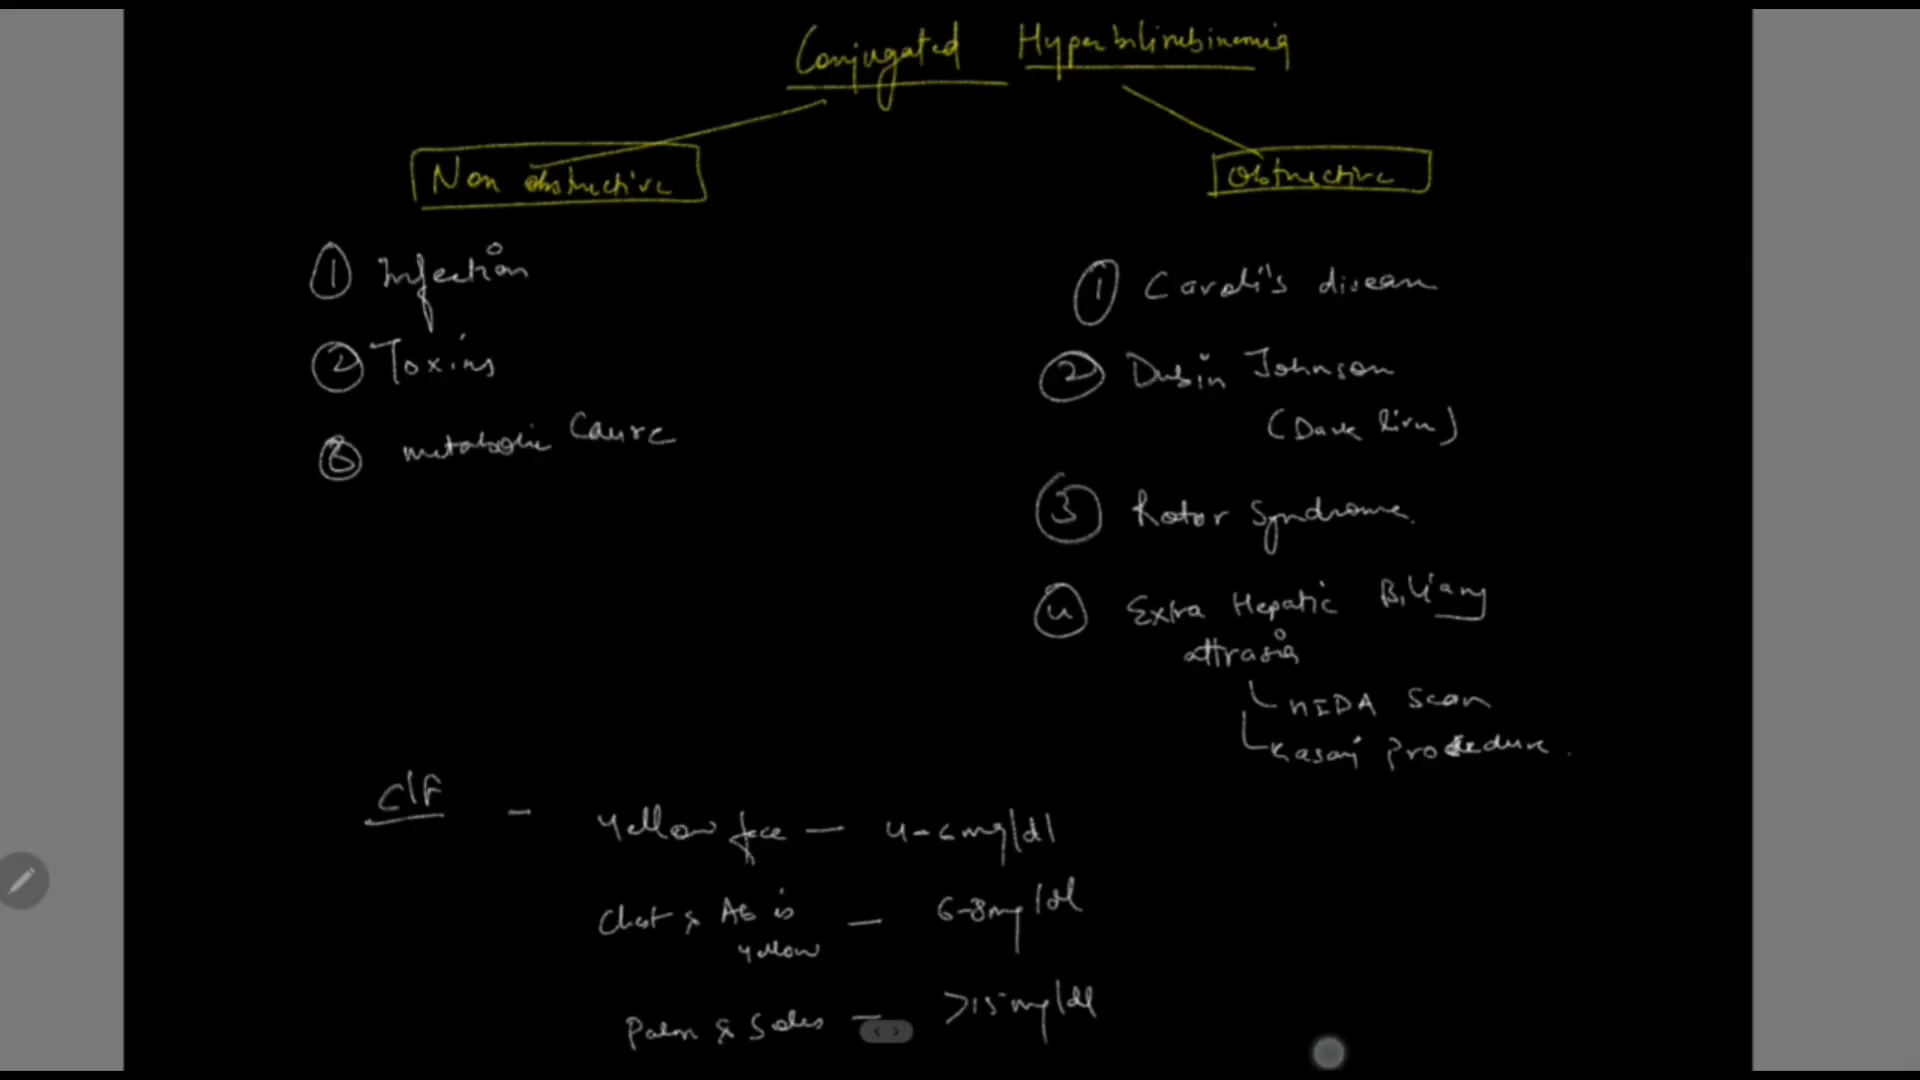 Conjugated Hyperbilirubinemia
Non obstructive
Obstructive
① Infection
② Toxins
③ metabolic Cause
① Caroli's disease
② Dubin Johnson
(Dark liver)
③ Rotor Syndrome.
④ Extra Hepatic Biliary
attrasia
HIDA Scan
Kasai Procedure.
C/F - Yellow face - 4-6mg/dl
Chest & Ab is - 6-8mg/dl
yellow
Palm & Soles - >15mg/dl